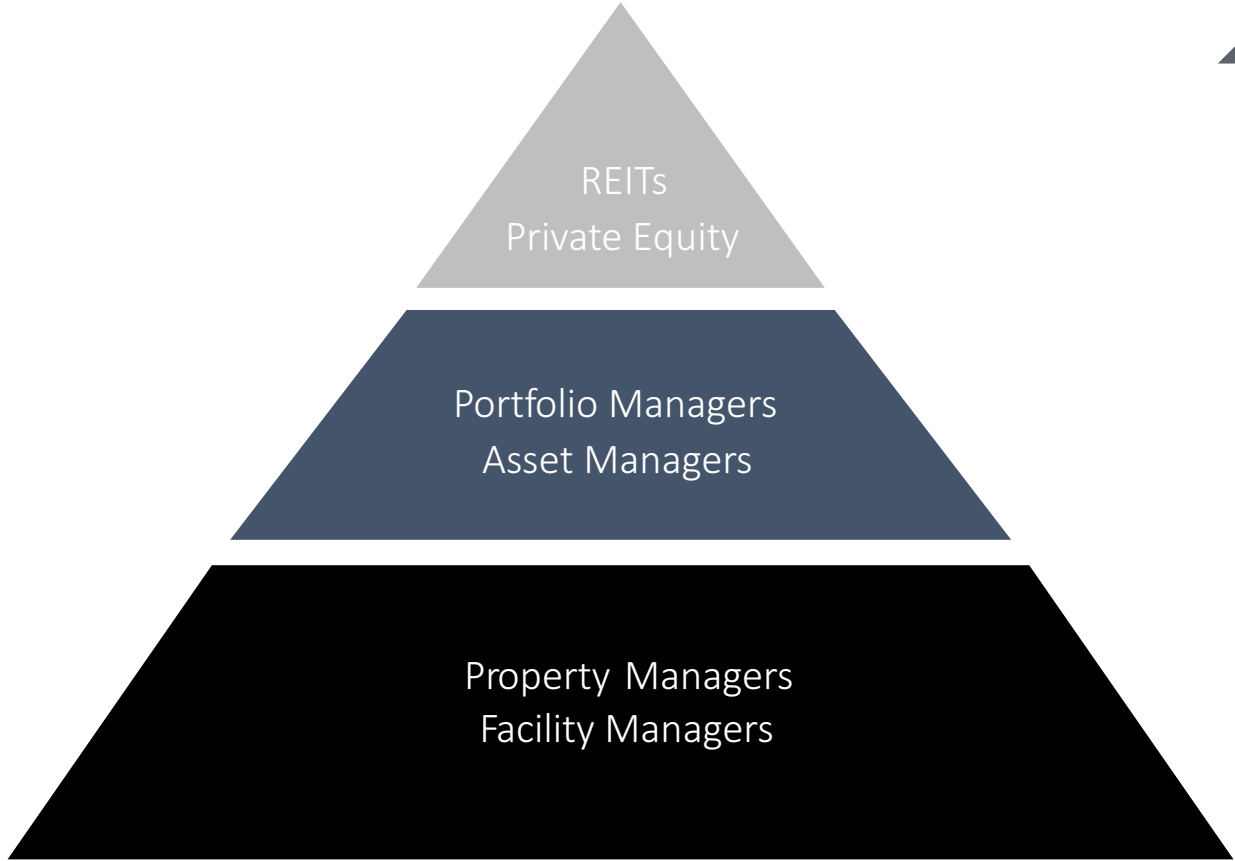 REITs
Private Equity
Portfolio Managers
Asset Managers
Property Managers
Facility Managers